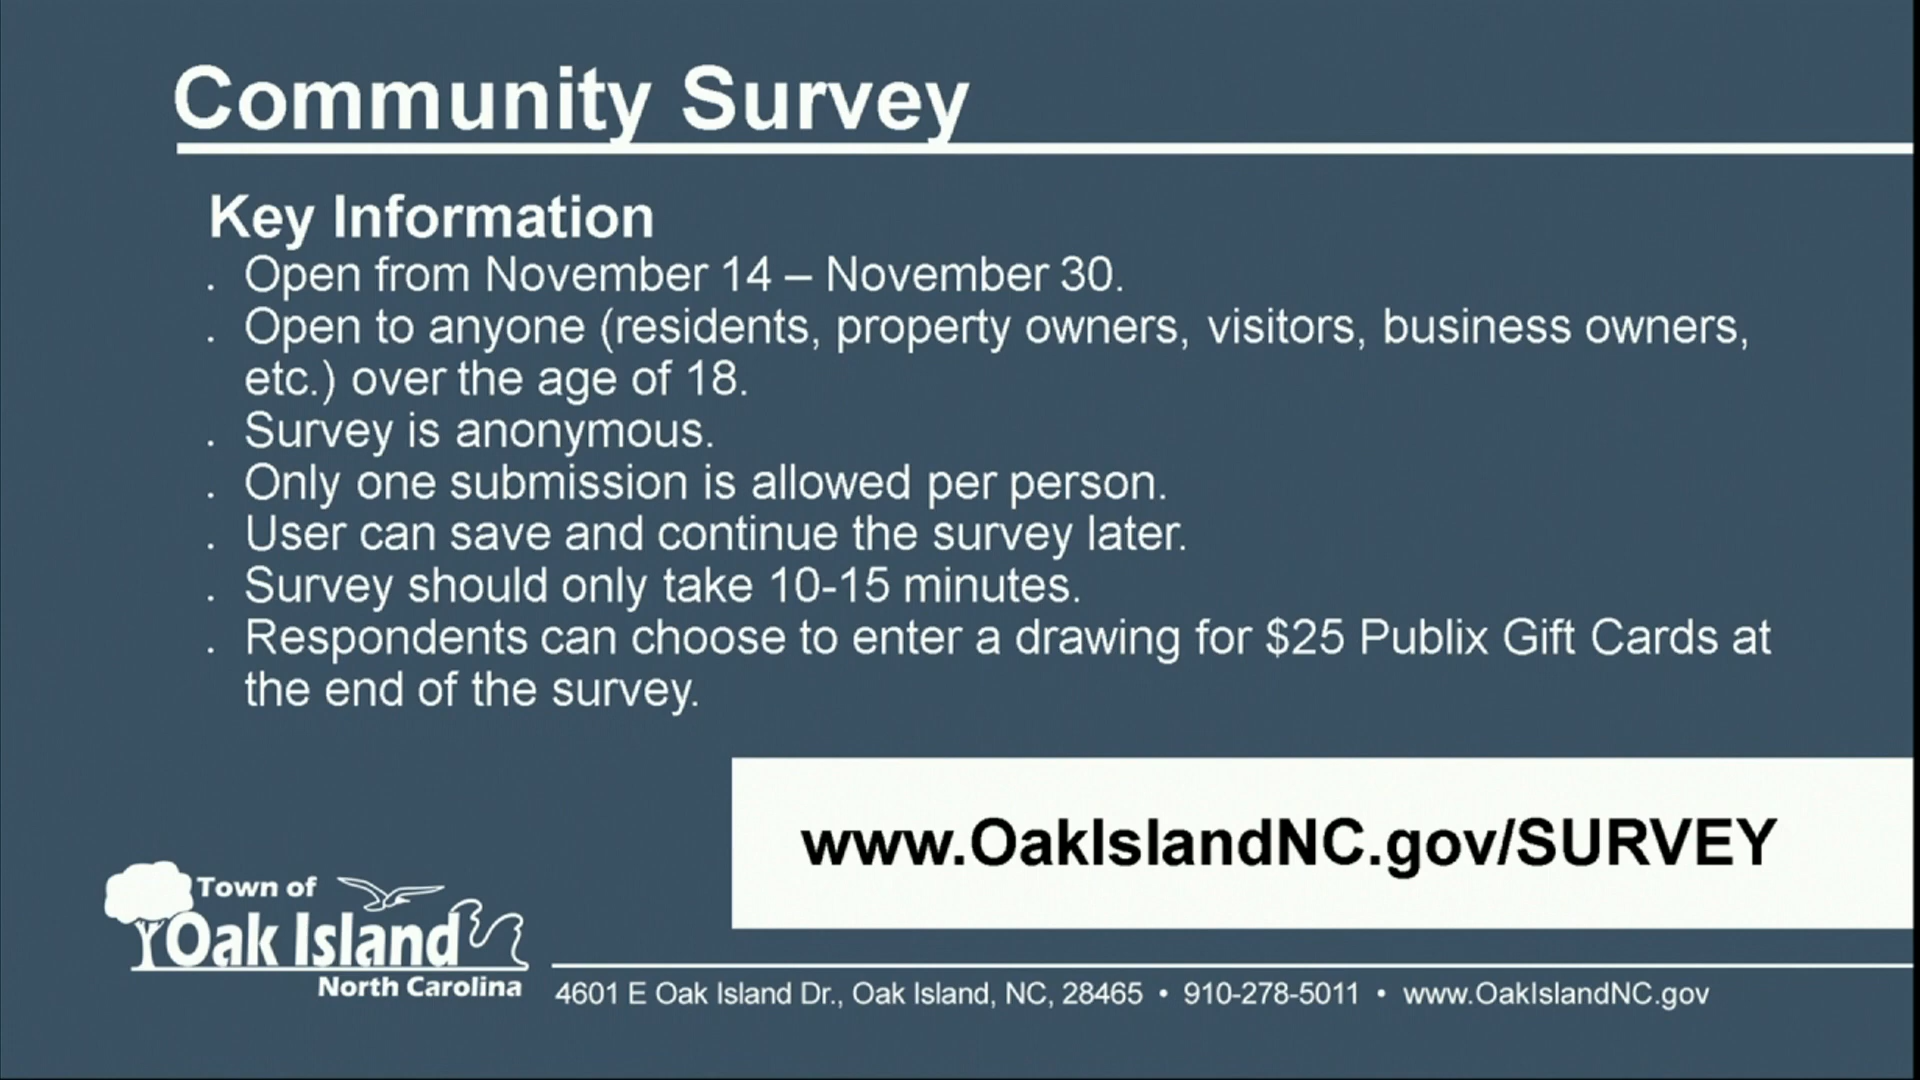 Community Survey
Key Information
. Open from November 14 – November 30.
. Open to anyone (residents, property owners, visitors, business owners,
etc.) over the age of 18.
. Survey is anonymous.
. Only one submission is allowed per person.
. User can save and continue the survey later.
. Survey should only take 10-15 minutes.
. Respondents can choose to enter a drawing for $25 Publix Gift Cards at
the end of the survey.
www.OakIslandNC.gov/SURVEY
Town of
Oak Island
North Carolina
4601 E Oak Island Dr., Oak Island, NC, 28465 • 910-278-5011 • www.OakIslandNC.gov